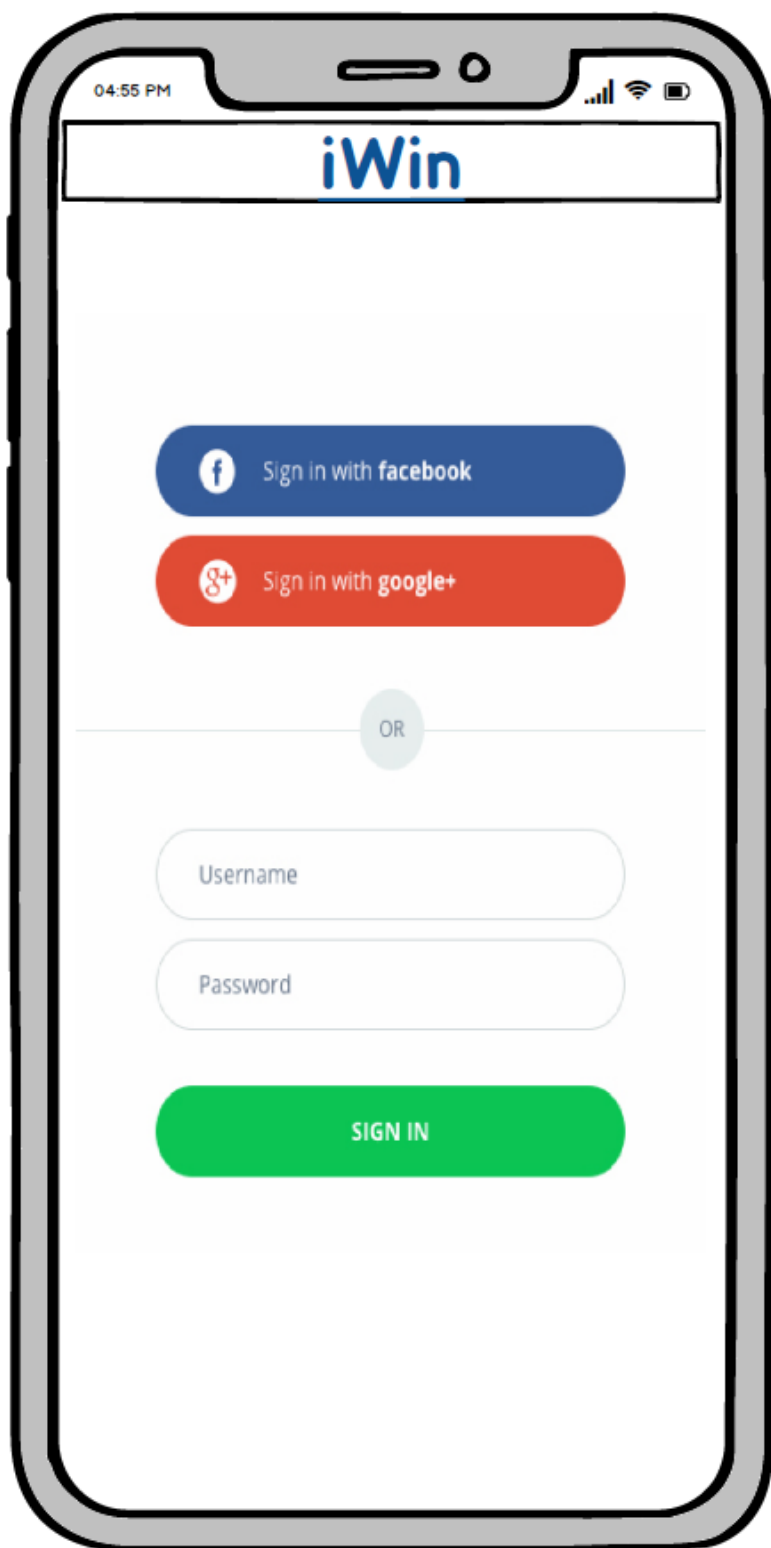 04:55 PM
iWin
f Sign in with facebook
g+ Sign in with google+
OR
Username
Password
SIGN IN